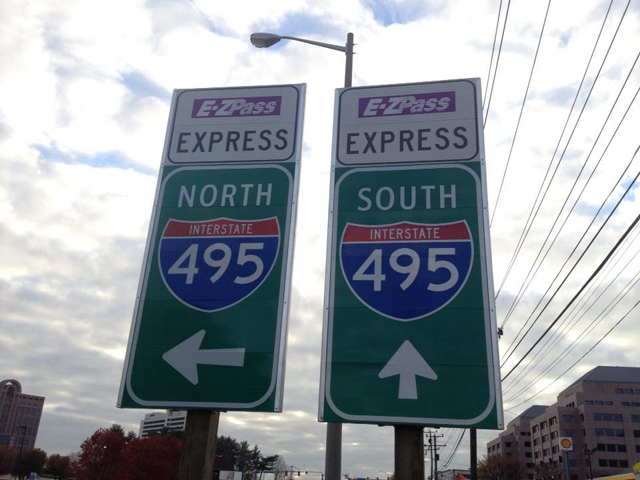 E-ZPass
EXPRESS
NORTH
INTERSTATE
495
E-ZPass
EXPRESS
SOUTH
INTERSTATE
495